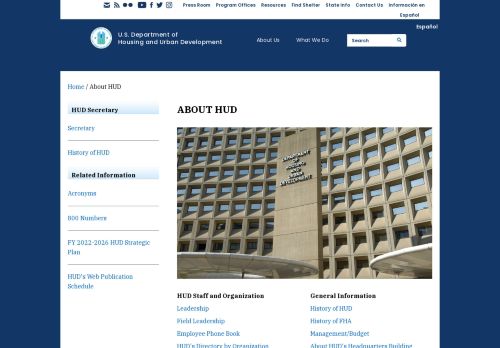 Press Room Program Offices Resources Find Shelter State Info Contact Us Información en
Español
Español
U.S. Department of
Housing and Urban Development
About Us What We Do Search
Home / About HUD
HUD Secretary
Secretary
History of HUD
Related Information
Acronyms
800 Numbers
FY 2022-2026 HUD Strategic
Plan
HUD's Web Publication
Schedule
ABOUT HUD
DEPARTMENT
OF
HOUSING
AND
URBAN
DEVELOPMENT
HUD Staff and Organization
Leadership
Field Leadership
Employee Phone Book
HUD's Directory by Organization
General Information
History of HUD
History of FHA
Management/Budget
About HUD's Headquarters Building